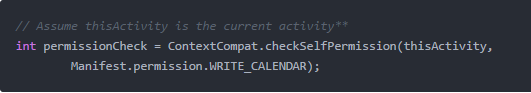 // Assume thisActivity is the current activity**
int permissionCheck = ContextCompat.checkSelfPermission(thisActivity,
        Manifest.permission.WRITE_CALENDAR);